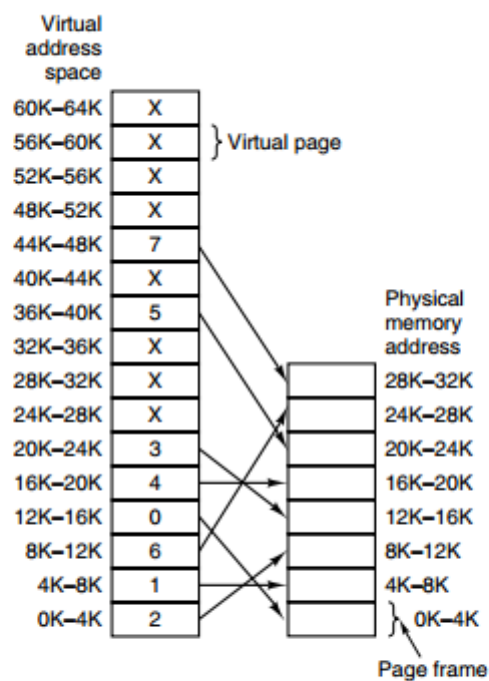 Virtual
address
space
60K–64K X
56K–60K X } Virtual page
52K–56K X
48K–52K X
44K–48K 7
40K–44K X
36K–40K 5
32K–36K X
28K–32K X
24K–28K X
20K–24K 3
16K–20K 4
12K–16K 0
8K–12K 6
4K–8K 1
0K–4K 2
Physical
memory
address
28K–32K
24K–28K
20K–24K
16K–20K
12K–16K
8K–12K
4K–8K
} 0K–4K
Page frame